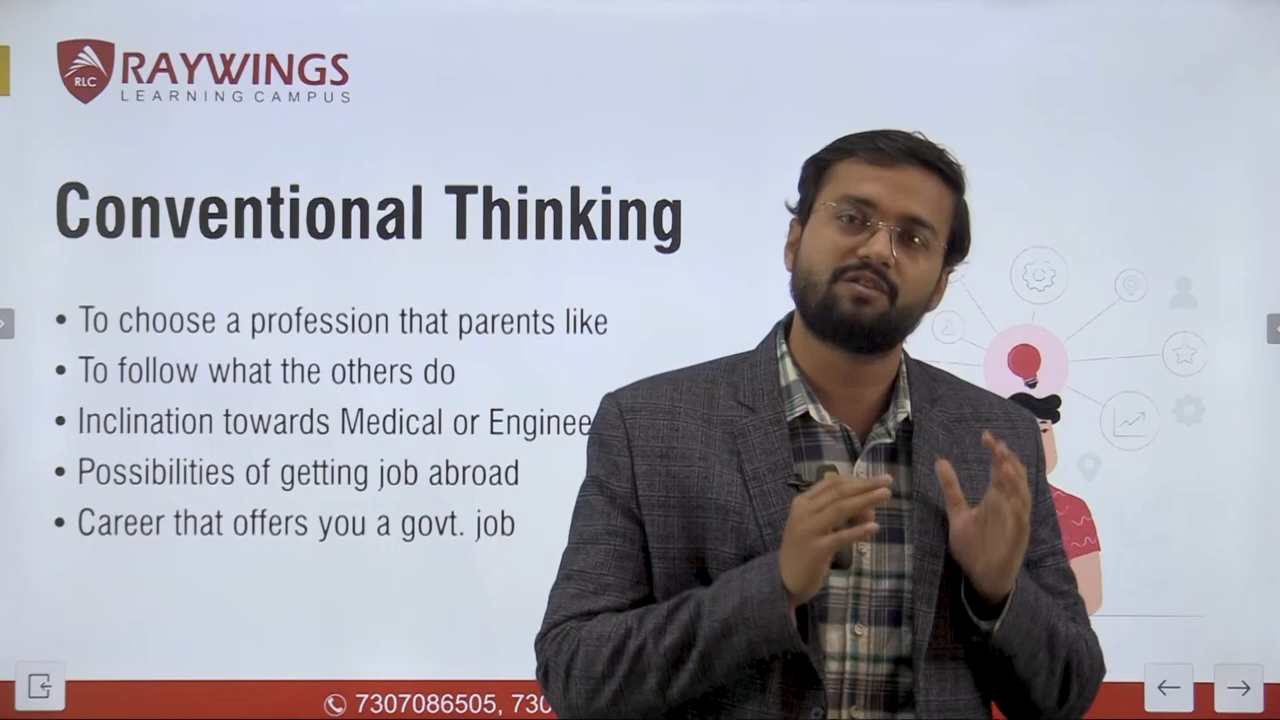 RLC
RAYWINGS
LEARNING CAMPUS
Conventional Thinking
• To choose a profession that parents like
• To follow what the others do
• Inclination towards Medical or Enginee
• Possibilities of getting job abroad
• Career that offers you a govt. job
7307086505, 730